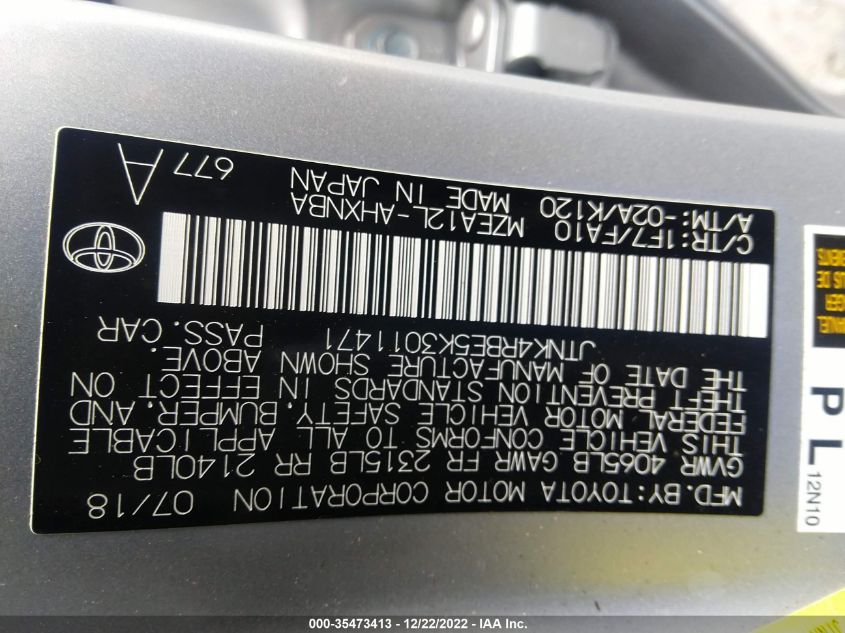 MFD. BY: TOYOTA MOTOR CORPORATION 07/18
GVWR 4065LB GAWR FR 2315LB RR 2140LB
THIS VEHICLE CONFORMS TO ALL APPLICABLE
FEDERAL MOTOR VEHICLE SAFETY, BUMPER, AND
THEFT PREVENTION STANDARDS IN EFFECT ON
THE DATE OF MANUFACTURE SHOWN ABOVE.
JTNK4RBE5K3011471 PASS. CAR
C/TR: 1F7/FA10 MZEA12L-AHXNBA
A/TM: -02A/K120 MADE IN JAPAN
677 A
P L
12N10
000-35473413 - 12/22/2022 - IAA Inc.